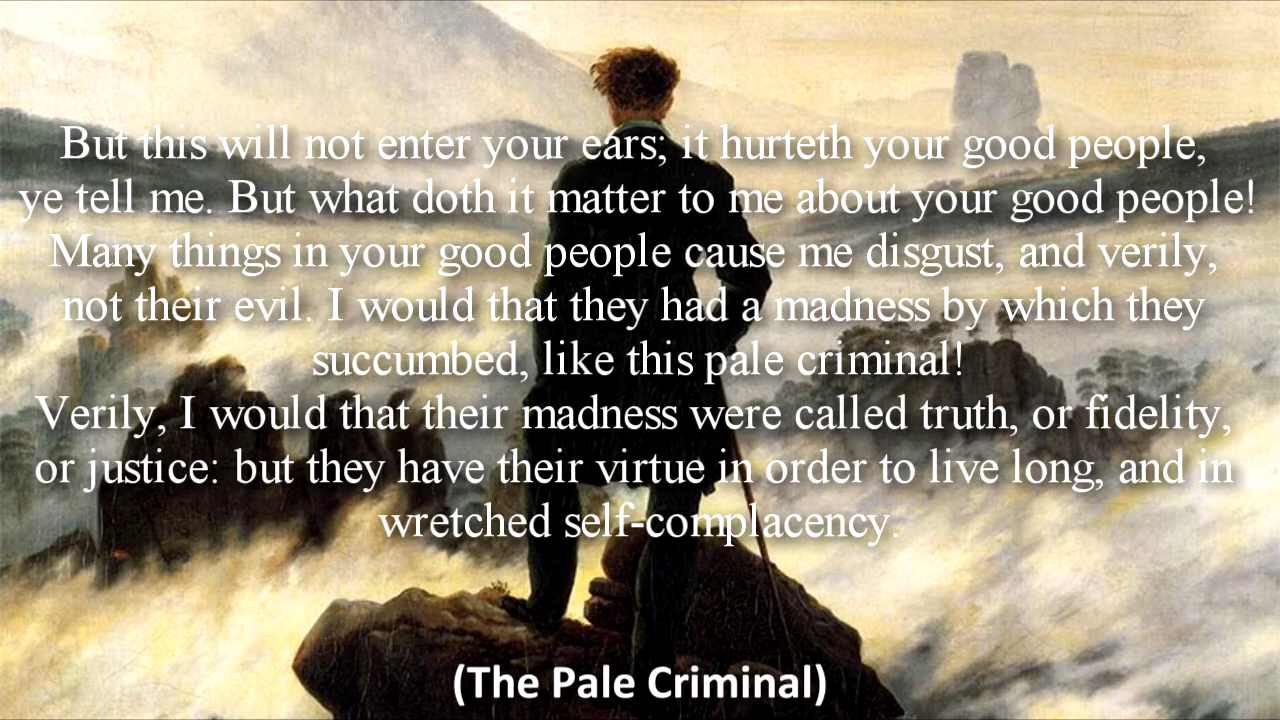 But this will not enter your ears; it hurteth your good people,
ye tell me. But what doth it matter to me about your good people!
Many things in your good people cause me disgust, and verily,
not their evil. I would that they had a madness by which they
succumbed, like this pale criminal!
Verily, I would that their madness were called truth, or fidelity,
or justice: but they have their virtue in order to live long, and in
wretched self-complacency.
(The Pale Criminal)